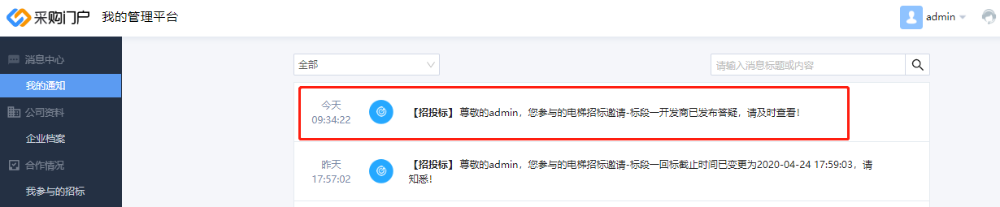 采购门户 我的管理平台 admin
消息中心
我的通知
公司资料
企业档案
合作情况
我参与的招标
全部
请输入消息标题或内容
今天
09:34:22
【招投标】尊敬的admin，您参与的电梯招标邀请-标段一开发商已发布答疑，请及时查看！
昨天
17:57:02
【招投标】尊敬的admin，您参与的电梯招标邀请-标段一回标截止时间已变更为2020-04-24 17:59:03，请
知悉！